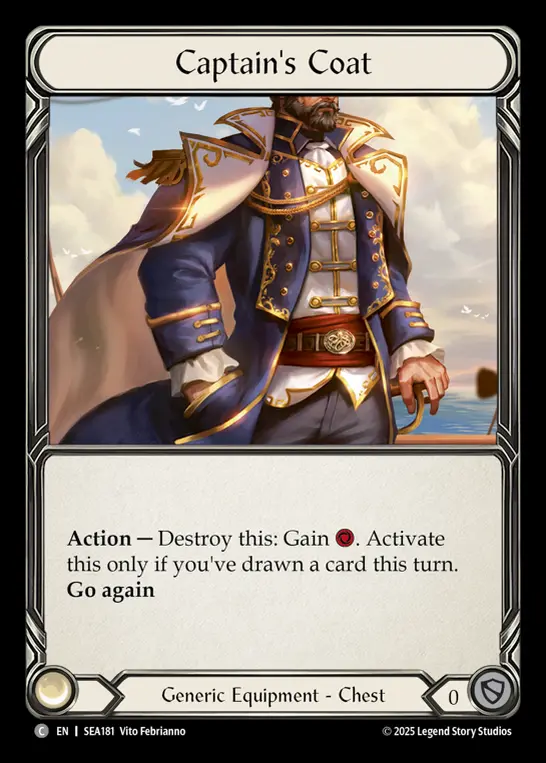 Captain's Coat
Action — Destroy this: Gain . Activate
this only if you've drawn a card this turn.
Go again
Generic Equipment - Chest
0
C EN | SEA181 Vito Febrianno
© 2025 Legend Story Studios